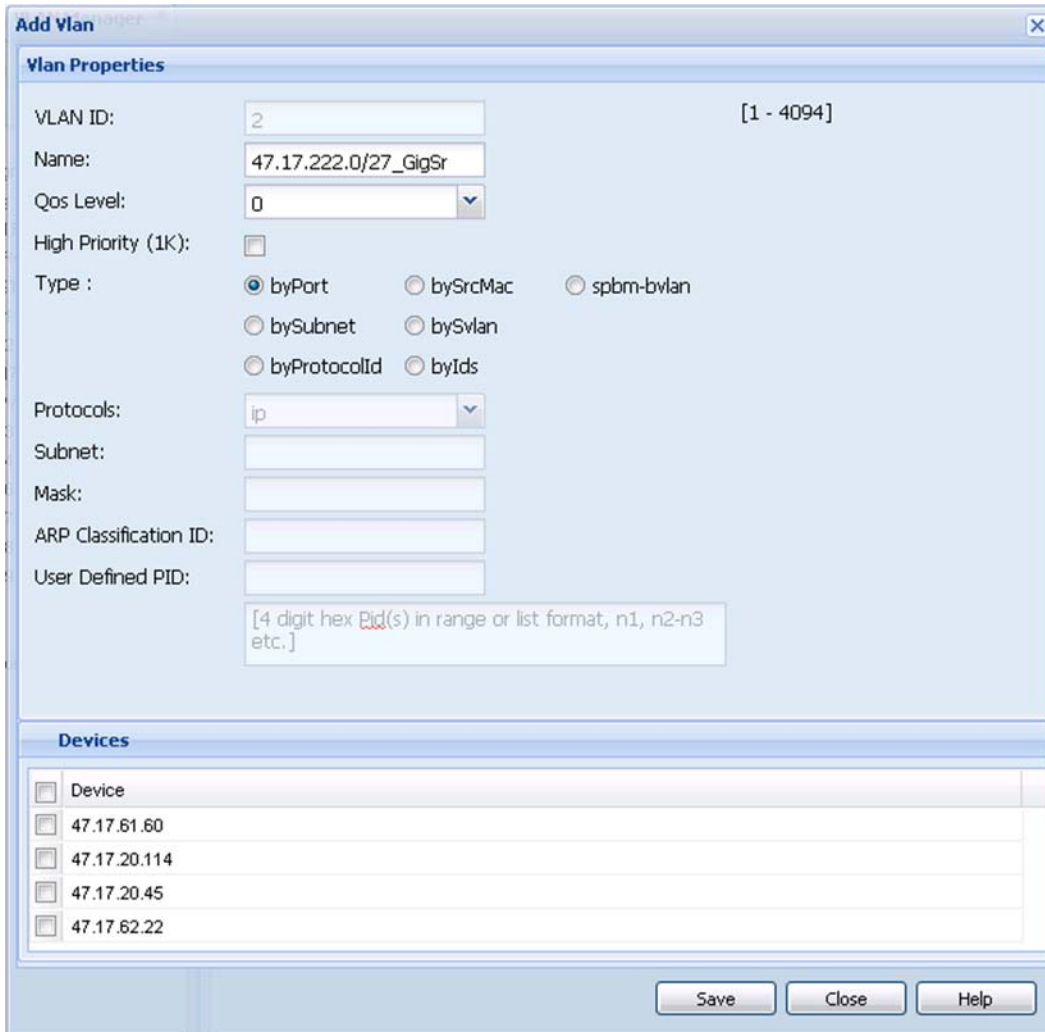 VLANManager
Add Vlan
Vlan Properties
VLAN ID:
2
[1 - 4094]
Name:
47.17.222.0/27_GigSr
Qos Level:
0
High Priority (1K):
Type :
byPort
bySrcMac
spbm-bvlan
bySubnet
bySvlan
byProtocolId
byIds
Protocols:
ip
Subnet:
Mask:
ARP Classification ID:
User Defined PID:
[4 digit hex Pid(s) in range or list format, n1, n2-n3
etc.]
Devices
Device
47.17.61.60
47.17.20.114
47.17.20.45
47.17.62.22
Save
Close
Help